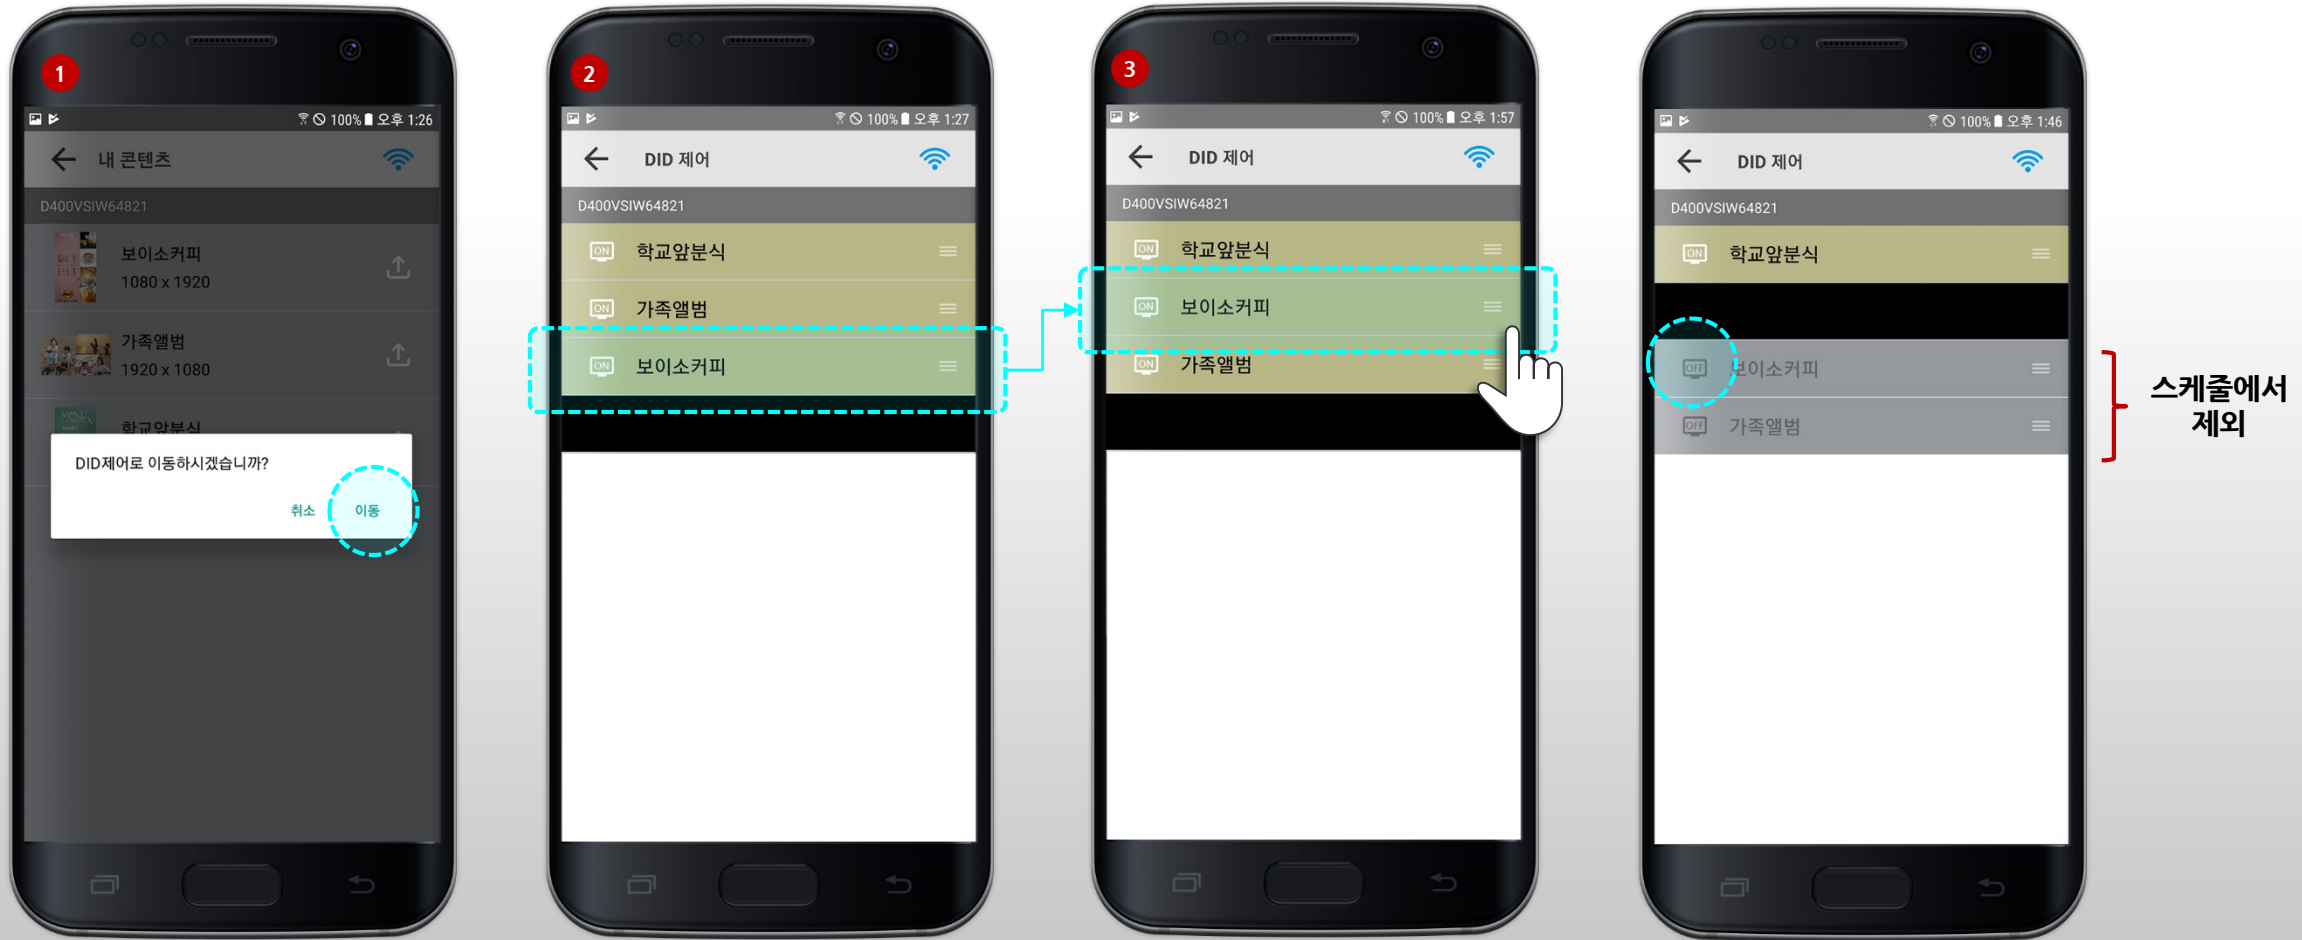 1
100% 오후 1:26
내 콘텐츠
D400VSIW64821
보이소커피
1080 x 1920
가족앨범
1920 x 1080
학교앞분식
DID제어로 이동하시겠습니까?
취소 이동
2
100% 오후 1:27
DID 제어
D400VSIW64821
ON 학교앞분식
ON 가족앨범
ON 보이소커피
3
100% 오후 1:57
DID 제어
D400VSIW64821
ON 학교앞분식
ON 보이소커피
ON 가족앨범
100% 오후 1:46
DID 제어
D400VSIW64821
ON 학교앞분식
OFF 보이소커피
OFF 가족앨범
스케줄에서
제외